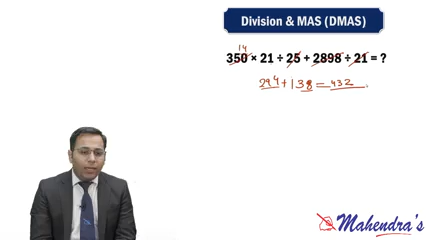 Division & MAS (DMAS)
14
350 × 21 ÷ 25 + 2898 ÷ 21 = ?
294 + 138 = 432
Mahendra's